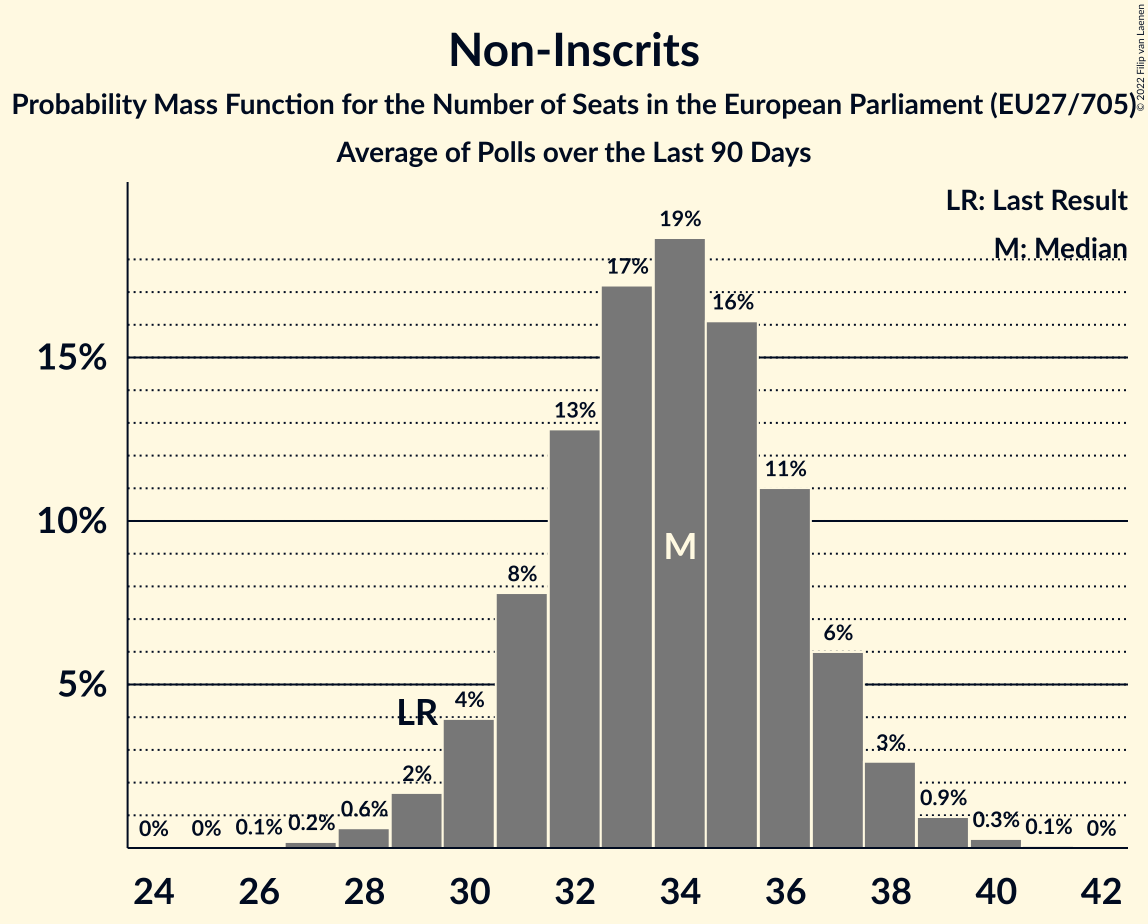 Non-Inscrits
Probability Mass Function for the Number of Seats in the European Parliament (EU27/705)
Average of Polls over the Last 90 Days
© 2022 Filip van Laenen
LR: Last Result
M: Median
15%
10%
5%
0%
0%
0.1%
0.2%
0.6%
2%
LR
4%
8%
13%
17%
19%
M
16%
11%
6%
3%
0.9%
0.3%
0.1%
0%
24 26 28 30 32 34 36 38 40 42